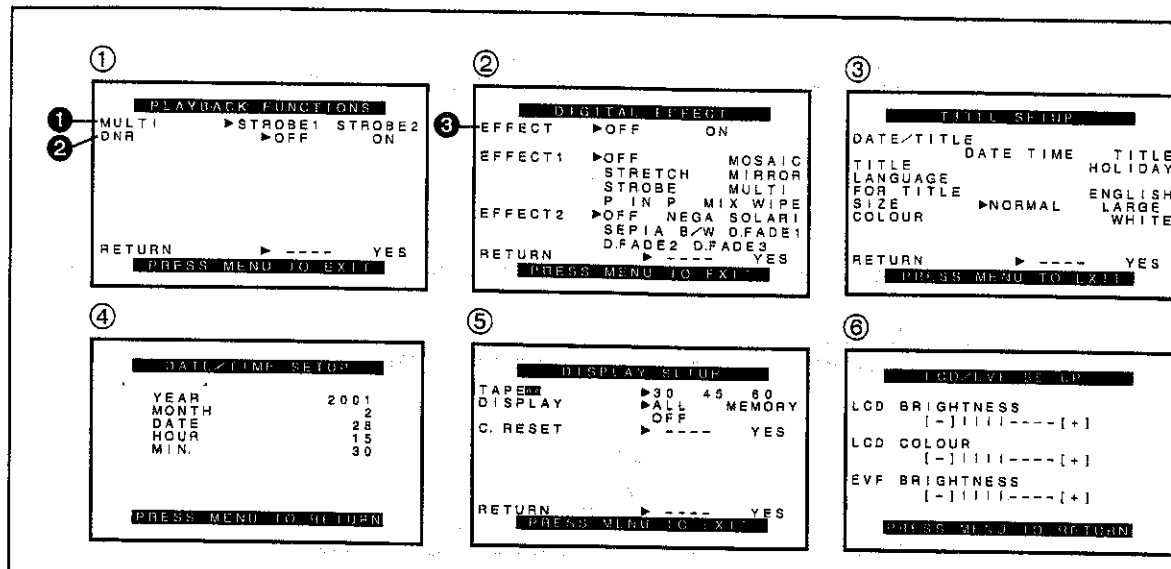 ①
PLAYBACK FUNCTIONS
❶ MULTI ▶STROBE1 STROBE2
❷ DNR ▶OFF ON
RETURN ▶ ---- YES
PRESS MENU TO EXIT
②
DIGITAL EFFECT
❸ EFFECT ▶OFF ON
EFFECT1 ▶OFF MOSAIC
STRETCH MIRROR
STROBE MULTI
P IN P MIX WIPE
EFFECT2 ▶OFF NEGA SOLARI
SEPIA B/W D.FADE1
D.FADE2 D.FADE3
RETURN ▶ ---- YES
PRESS MENU TO EXIT
③
TITLE SETUP
DATE/TITLE
DATE TIME TITLE
TITLE HOLIDAY
LANGUAGE
FOR TITLE ENGLISH
SIZE ▶NORMAL LARGE
COLOUR WHITE
RETURN ▶ ---- YES
PRESS MENU TO EXIT
④
DATE/TIME SETUP
YEAR 2001
MONTH 2
DATE 28
HOUR 15
MIN. 30
PRESS MENU TO RETURN
⑤
DISPLAY SETUP
TAPE ▶30 45 60
DISPLAY ▶ALL MEMORY
OFF
C. RESET ▶ ---- YES
RETURN ▶ ---- YES
PRESS MENU TO EXIT
⑥
LCD/EVF SETUP
LCD BRIGHTNESS
[-]||||----[+]
LCD COLOUR
[-]||||----[+]
EVF BRIGHTNESS
[-]||||----[+]
PRESS MENU TO RETURN